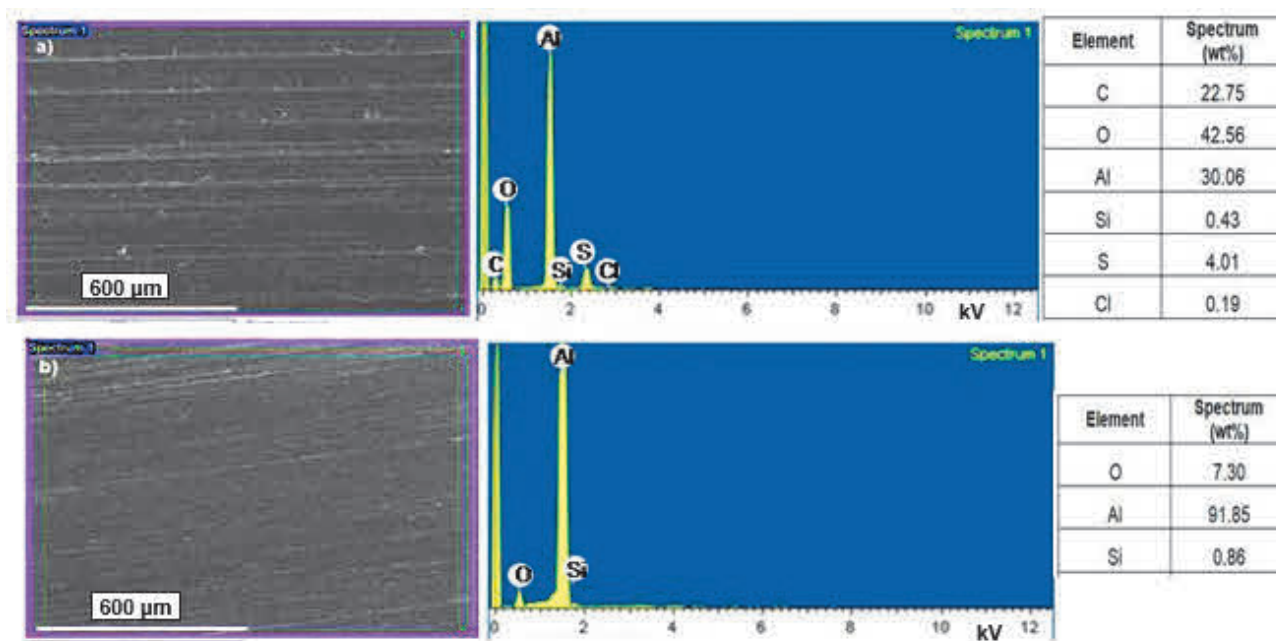 Spectrum 1
a)
600 µm
Al
O
C
Si
S
Cl
Spectrum 1
0 2 4 6 8 10 12
kV
Element Spectrum (wt%)
C 22.75
O 42.56
Al 30.06
Si 0.43
S 4.01
Cl 0.19
Spectrum 1
b)
600 µm
Al
O
Si
Spectrum 1
0 2 4 6 8 10 12
kV
Element Spectrum (wt%)
O 7.30
Al 91.85
Si 0.86